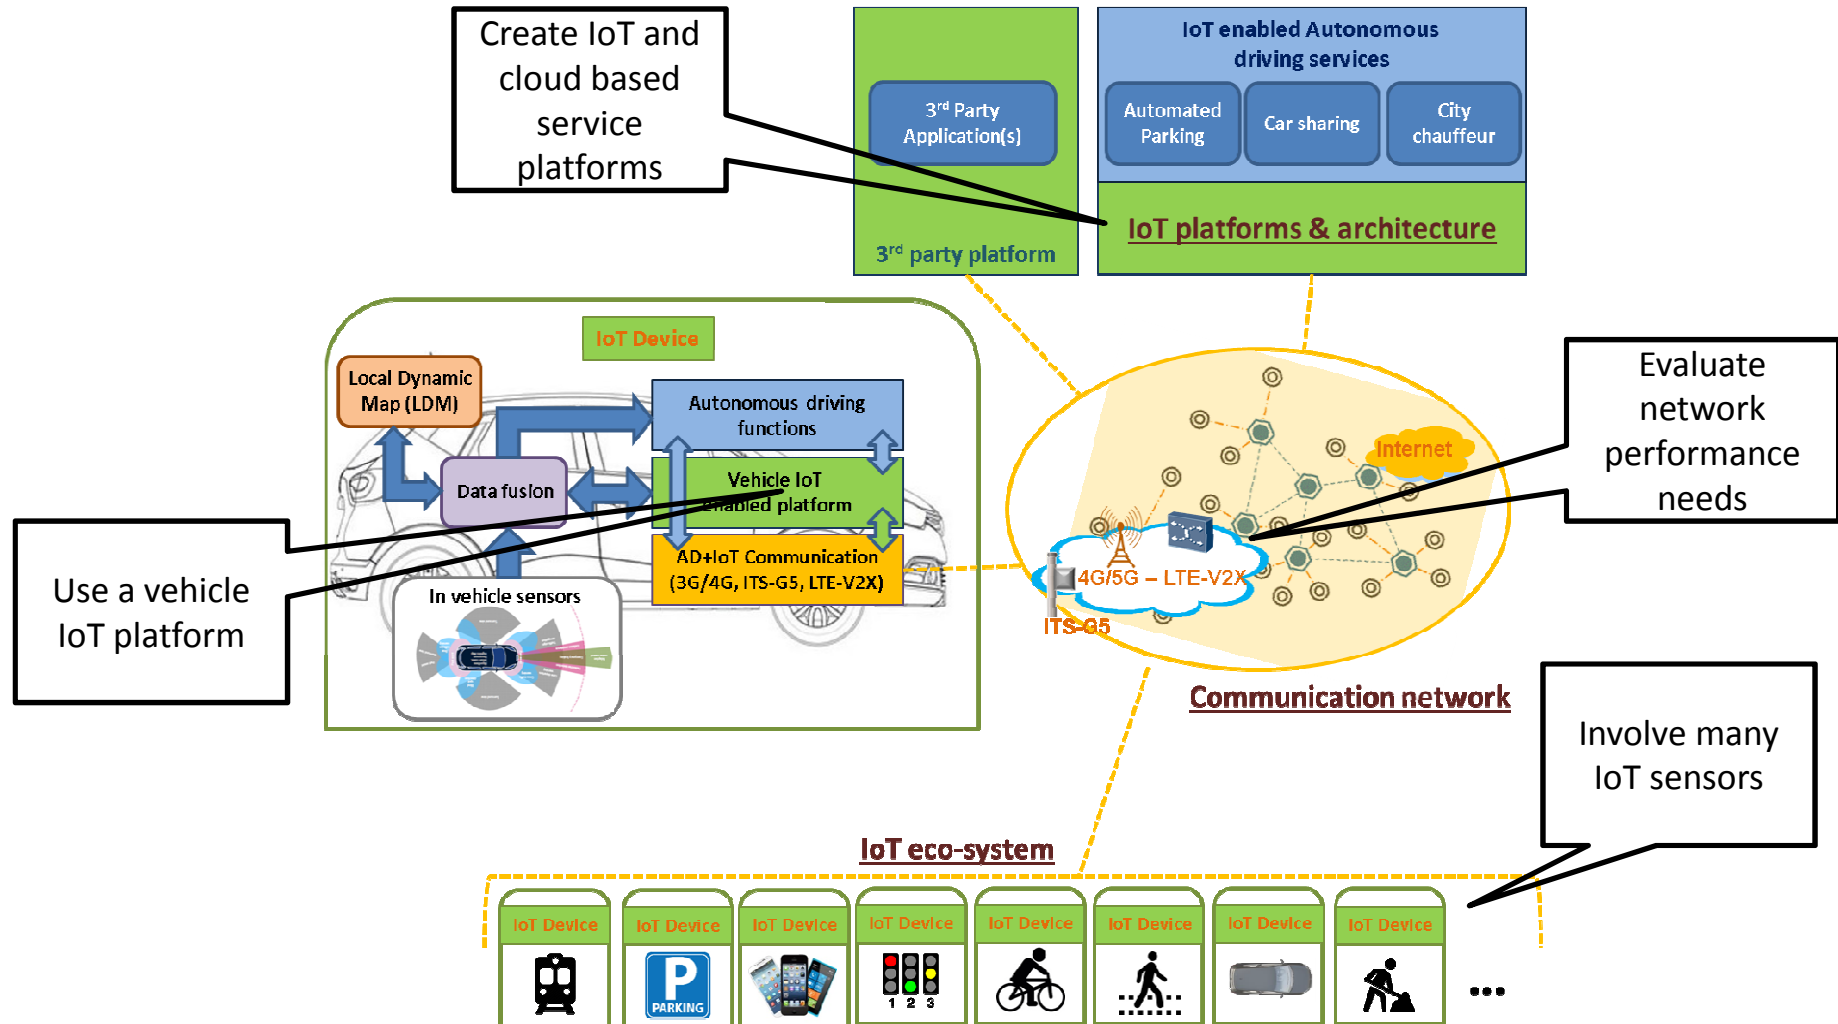 Create IoT and
cloud based
service
platforms
3rd Party
Application(s)
3rd party platform
IoT enabled Autonomous
driving services
Automated
Parking
Car sharing
City
chauffeur
IoT platforms & architecture
IoT Device
Local Dynamic
Map (LDM)
Data fusion
Autonomous driving
functions
Vehicle IoT
enabled platform
AD+IoT Communication
(3G/4G, ITS-G5, LTE-V2X)
In vehicle sensors
Use a vehicle
IoT platform
Internet
4G/5G – LTE-V2X
ITS-G5
Communication network
Evaluate
network
performance
needs
Involve many
IoT sensors
IoT eco-system
IoT Device
IoT Device
IoT Device
IoT Device
IoT Device
IoT Device
IoT Device
IoT Device
P
PARKING
1 2 3
...